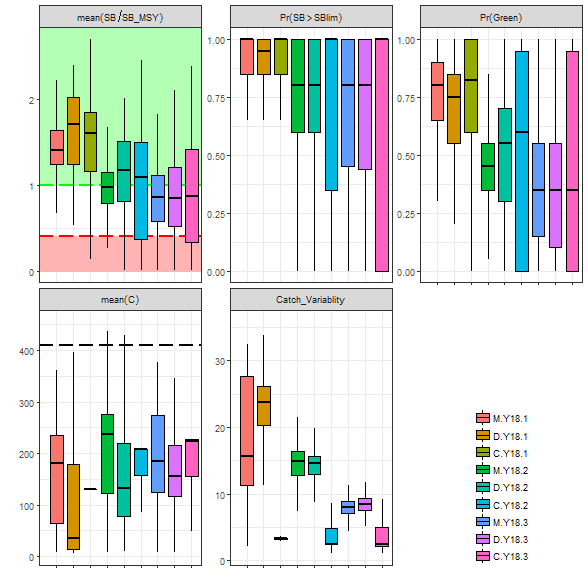 mean(SB/SB_MSY)
Pr(SB>SBlim)
Pr(Green)
2
1
0
1.00
0.75
0.50
0.25
0.00
1.00
0.75
0.50
0.25
0.00
mean(C)
Catch_Variablity
400
300
200
100
0
30
20
10
0
M.Y18.1
D.Y18.1
C.Y18.1
M.Y18.2
D.Y18.2
C.Y18.2
M.Y18.3
D.Y18.3
C.Y18.3